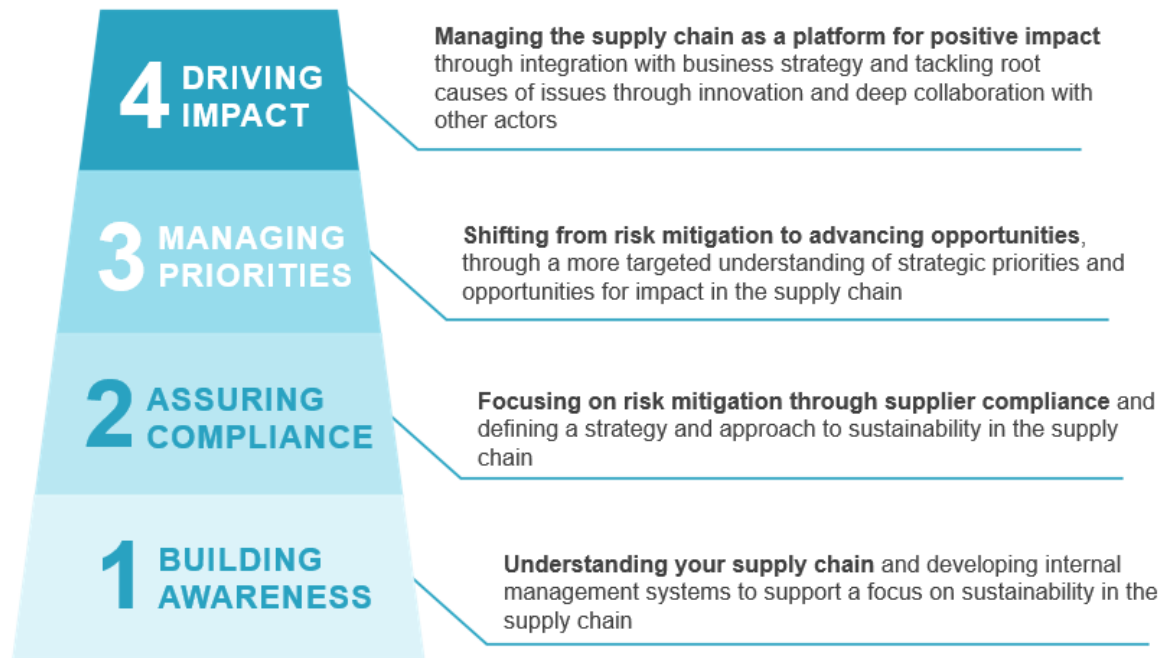 4 DRIVING
IMPACT
Managing the supply chain as a platform for positive impact
through integration with business strategy and tackling root
causes of issues through innovation and deep collaboration with
other actors
3 MANAGING
PRIORITIES
Shifting from risk mitigation to advancing opportunities,
through a more targeted understanding of strategic priorities and
opportunities for impact in the supply chain
2 ASSURING
COMPLIANCE
Focusing on risk mitigation through supplier compliance and
defining a strategy and approach to sustainability in the supply
chain
1 BUILDING
AWARENESS
Understanding your supply chain and developing internal
management systems to support a focus on sustainability in the
supply chain